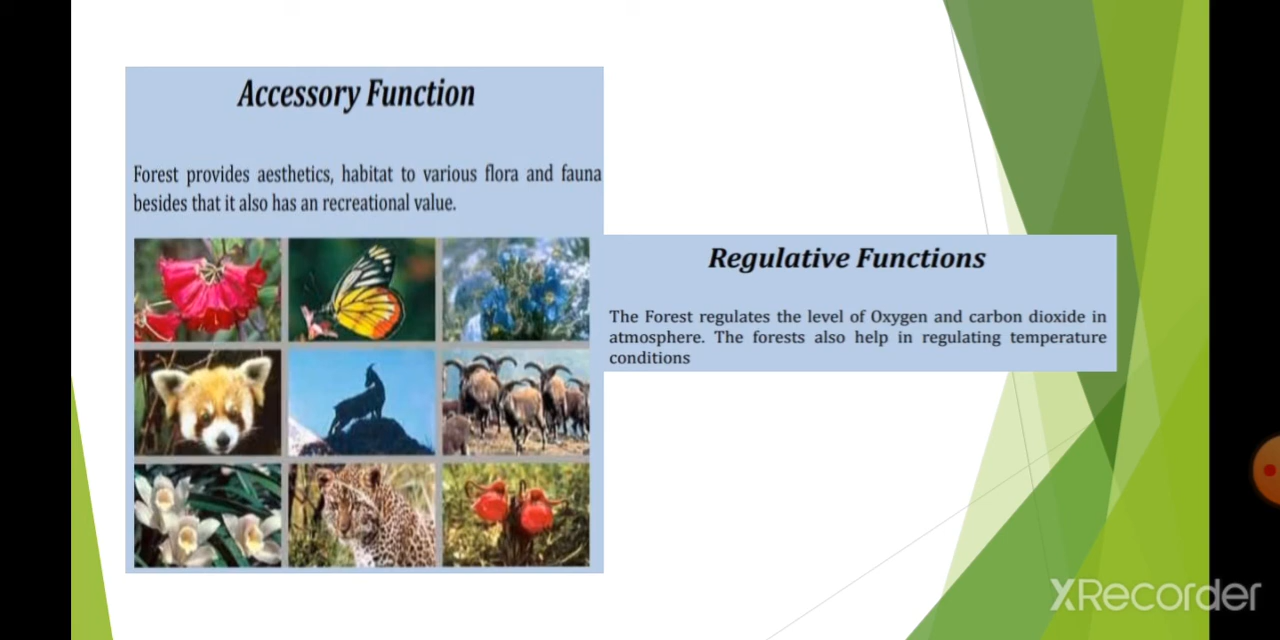 Accessory Function
Forest provides aesthetics, habitat to various flora and fauna
besides that it also has an recreational value.
Regulative Functions
The Forest regulates the level of Oxygen and carbon dioxide in
atmosphere. The forests also help in regulating temperature
conditions
XRecorder